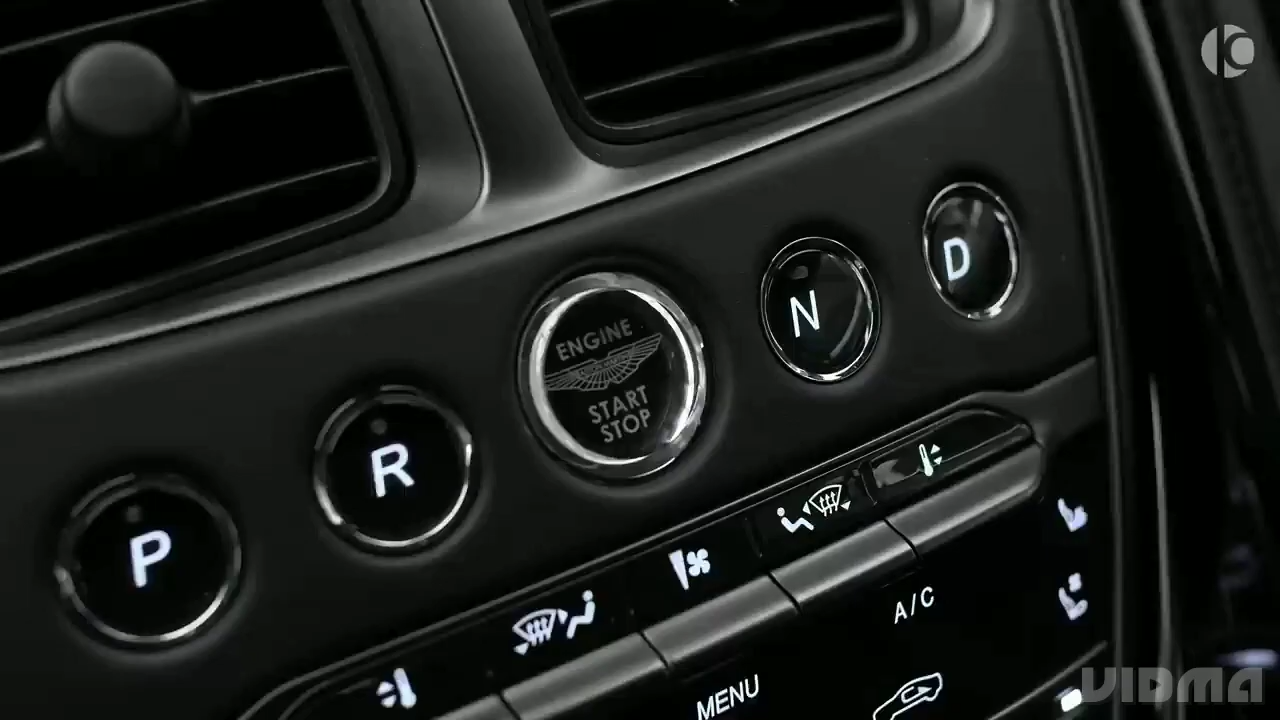 ENGINE
START
STOP
P
R
N
D
A/C
MENU
VIDMA